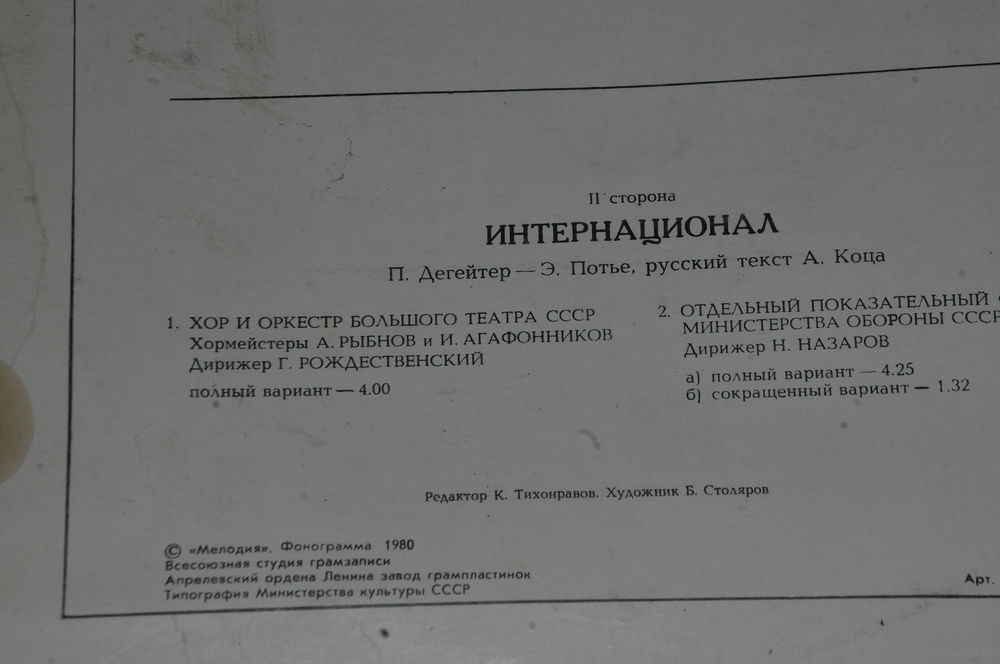 II сторона
ИНТЕРНАЦИОНАЛ
П. Дегейтер — Э. Потье, русский текст А. Коца
1. ХОР И ОРКЕСТР БОЛЬШОГО ТЕАТРА СССР
Хормейстеры А. РЫБНОВ и И. АГАФОННИКОВ
Дирижер Г. РОЖДЕСТВЕНСКИЙ
полный вариант — 4.00
2. ОТДЕЛЬНЫЙ ПОКАЗАТЕЛЬНЫЙ
МИНИСТЕРСТВА ОБОРОНЫ СССР
Дирижер Н. НАЗАРОВ
а) полный вариант — 4.25
б) сокращенный вариант — 1.32
Редактор К. Тихонравов. Художник Б. Столяров
© «Мелодия». Фонограмма 1980
Всесоюзная студия грамзаписи
Апрелевский ордена Ленина завод грампластинок
Типография Министерства культуры СССР
Арт.